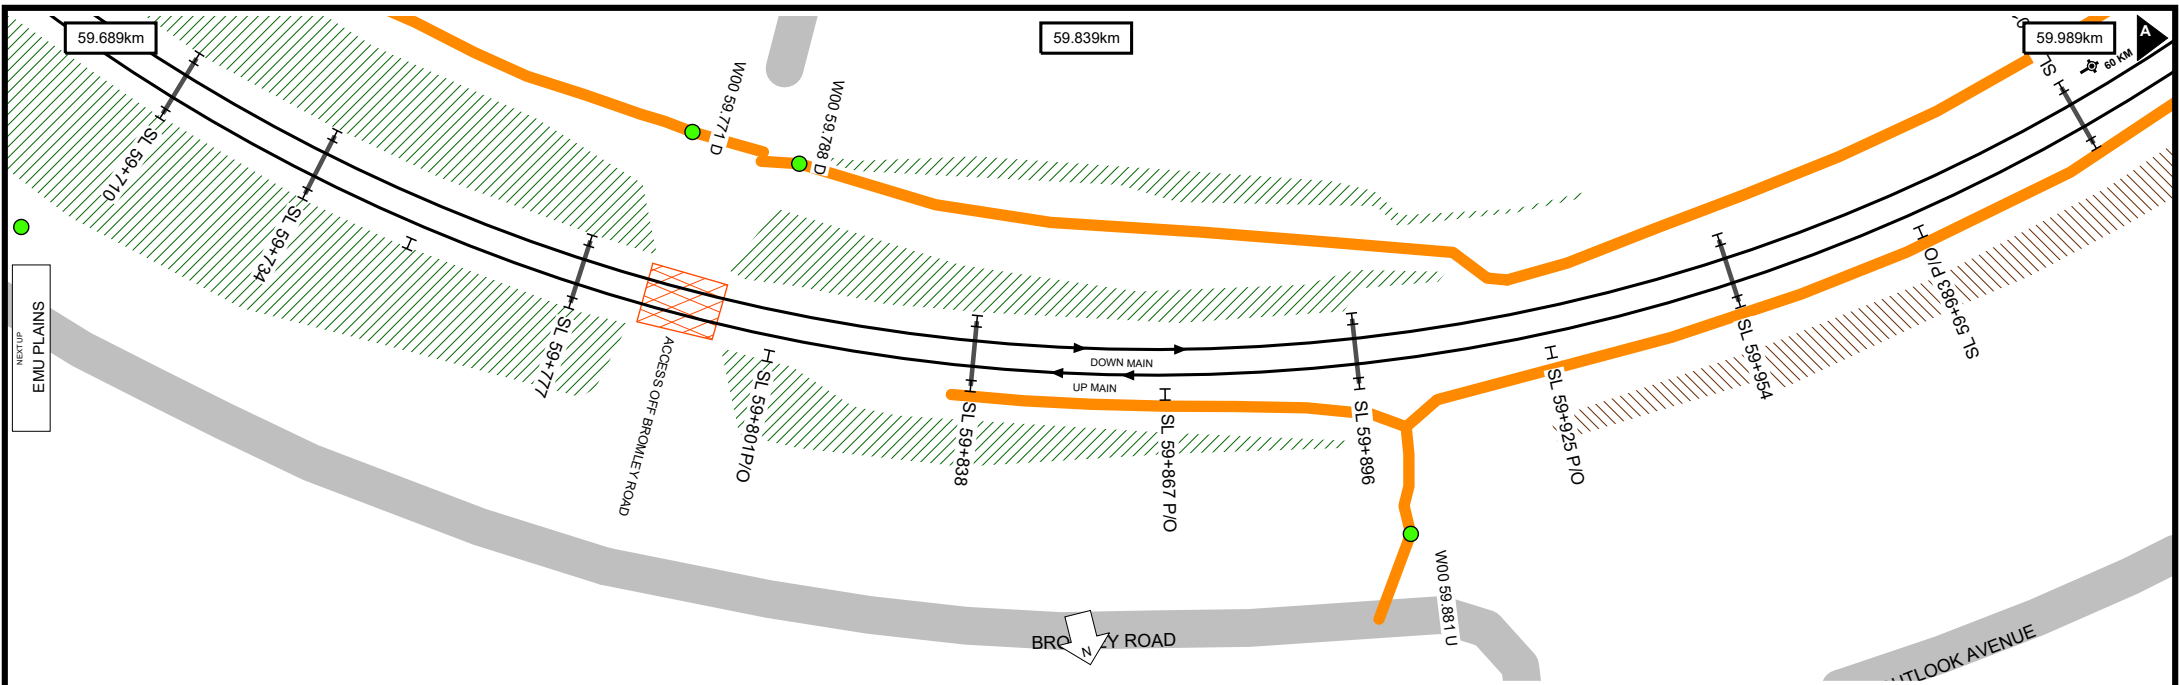 59.689km
59.839km
59.989km
A
60 KM
W00 59.771 D
W00 59.788 D
SL 59+710
SL 59+734
SL 59+777
NEXT UP
EMU PLAINS
ACCESS OFF BROMLEY ROAD
SL 59+801P/O
SL 59+838
DOWN MAIN
UP MAIN
SL 59+867 P/O
SL 59+896
SL 59+925 P/O
SL 59+954
SL 59+983 P/O
SL
W00 59.881 U
BRO Y ROAD
N
UTLOOK AVENUE